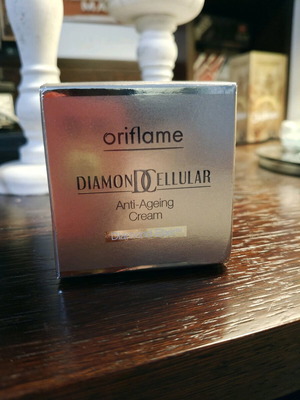 oriflame
DIAMOND CELLULAR
Anti-Ageing
Cream